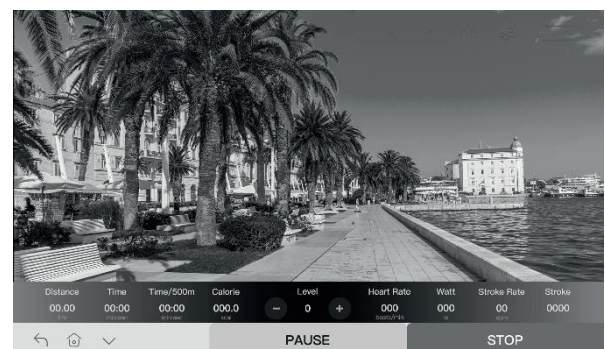 Distance Time Time/500m Calorie Level Heart Rate Watt Stroke Rate Stroke
00.00 00:00 00:00 000.0 − 0 + 000 000 00 0000
PAUSE STOP